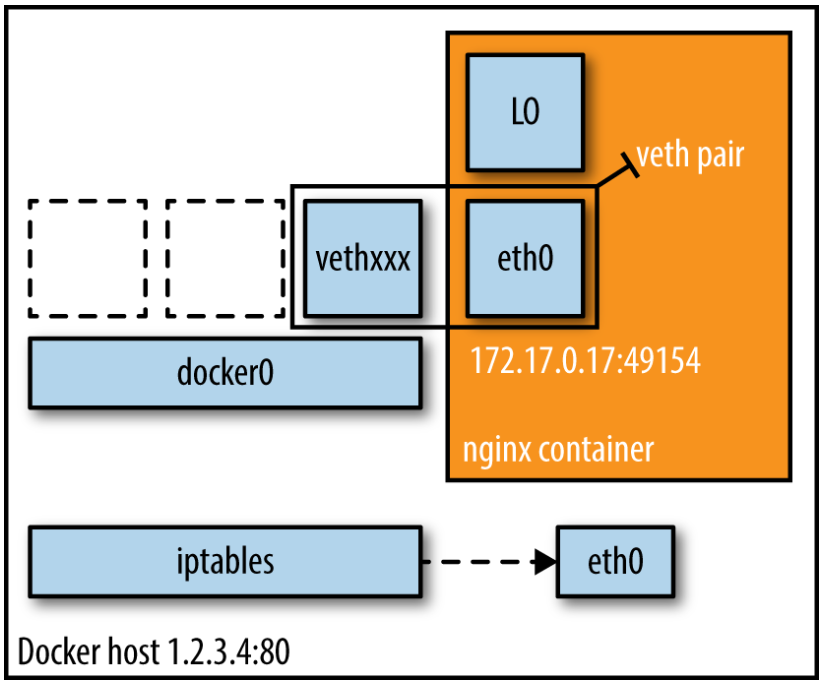 LO
veth pair
vethxxx
eth0
docker0
172.17.0.17:49154
nginx container
iptables
eth0
Docker host 1.2.3.4:80